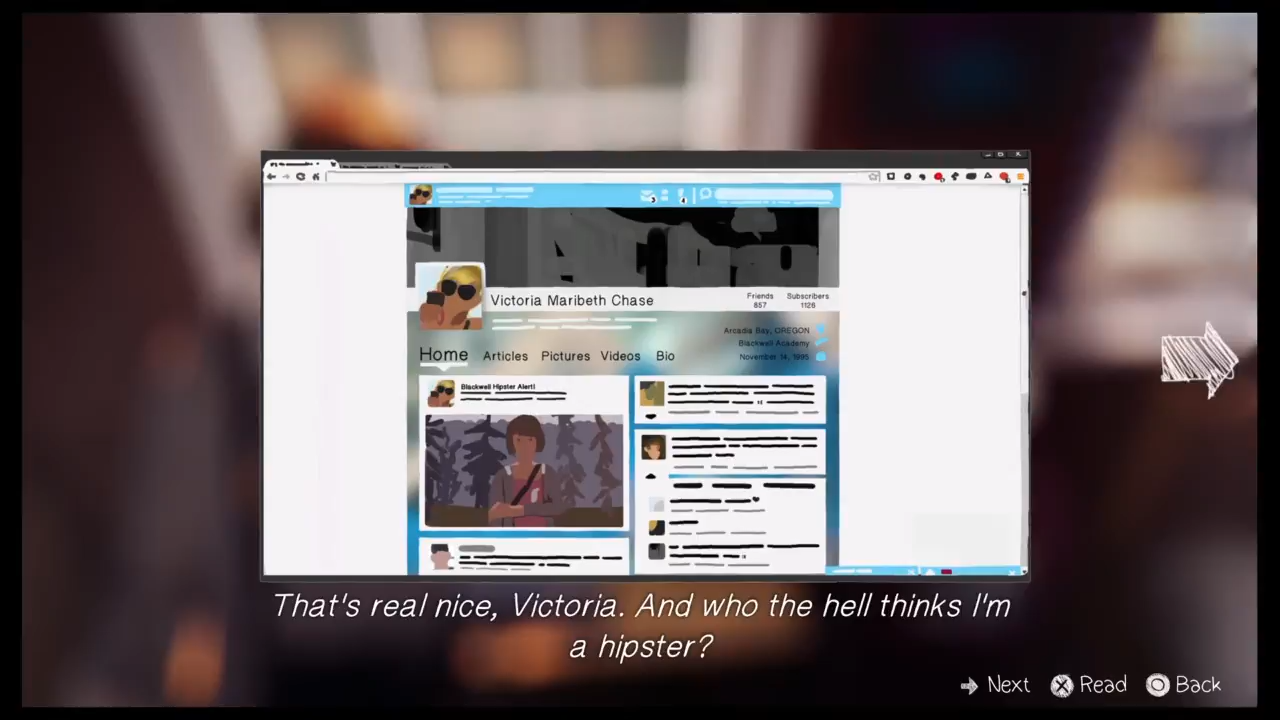 Victoria Maribeth Chase
Friends
857
Subscribers
1126
Arcadia Bay, OREGON
Blackwell Academy
November 14, 1995
Home
Articles
Pictures
Videos
Bio
Blackwell Hipster Alert!
That's real nice, Victoria. And who the hell thinks I'm
a hipster?
Next
Read
Back